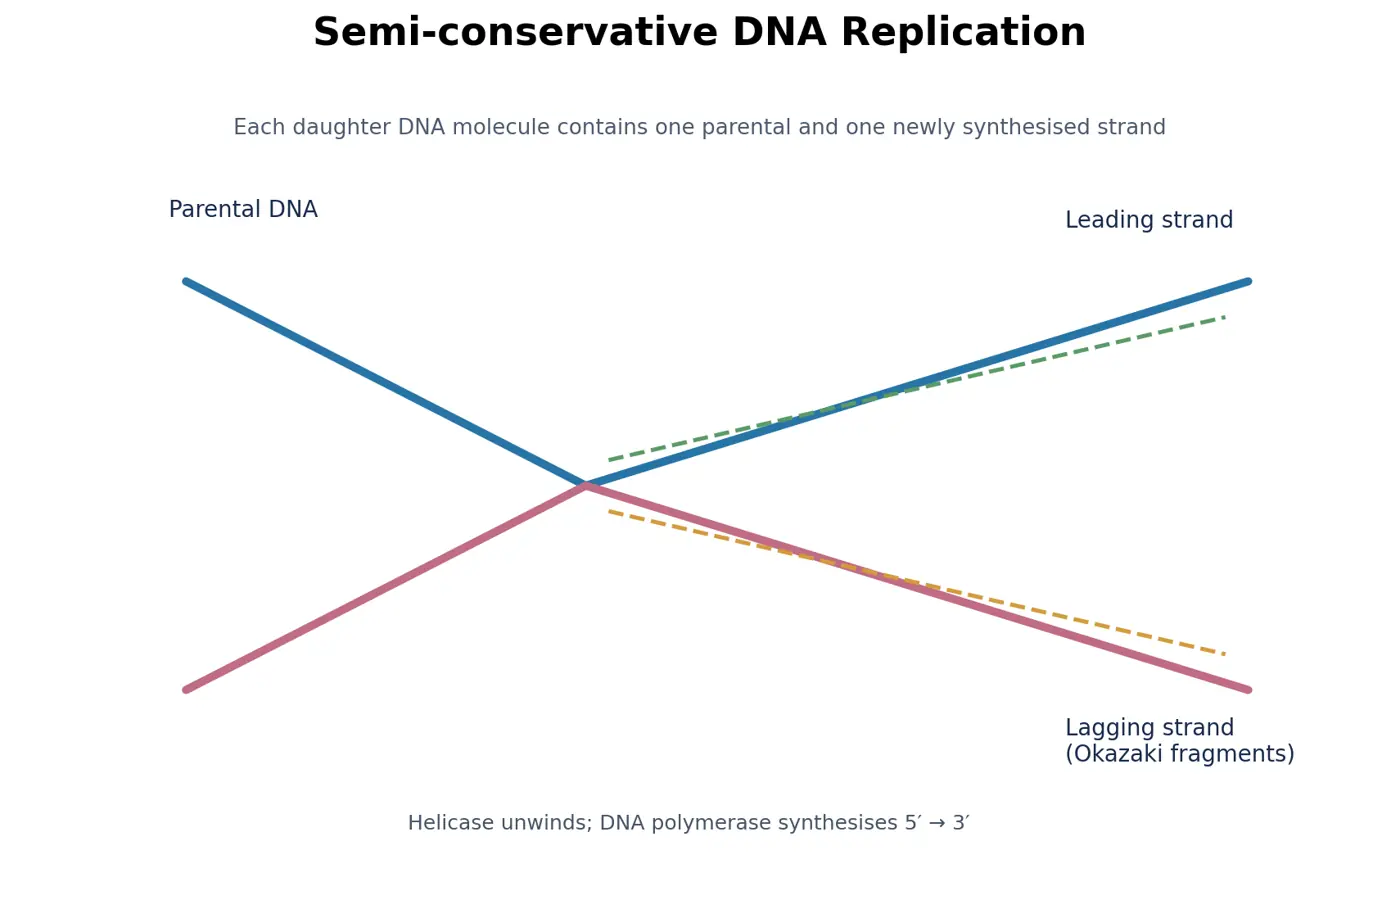 Semi-conservative DNA Replication
Each daughter DNA molecule contains one parental and one newly synthesised strand
Parental DNA
Leading strand
Lagging strand
(Okazaki fragments)
Helicase unwinds; DNA polymerase synthesises 5′ → 3′